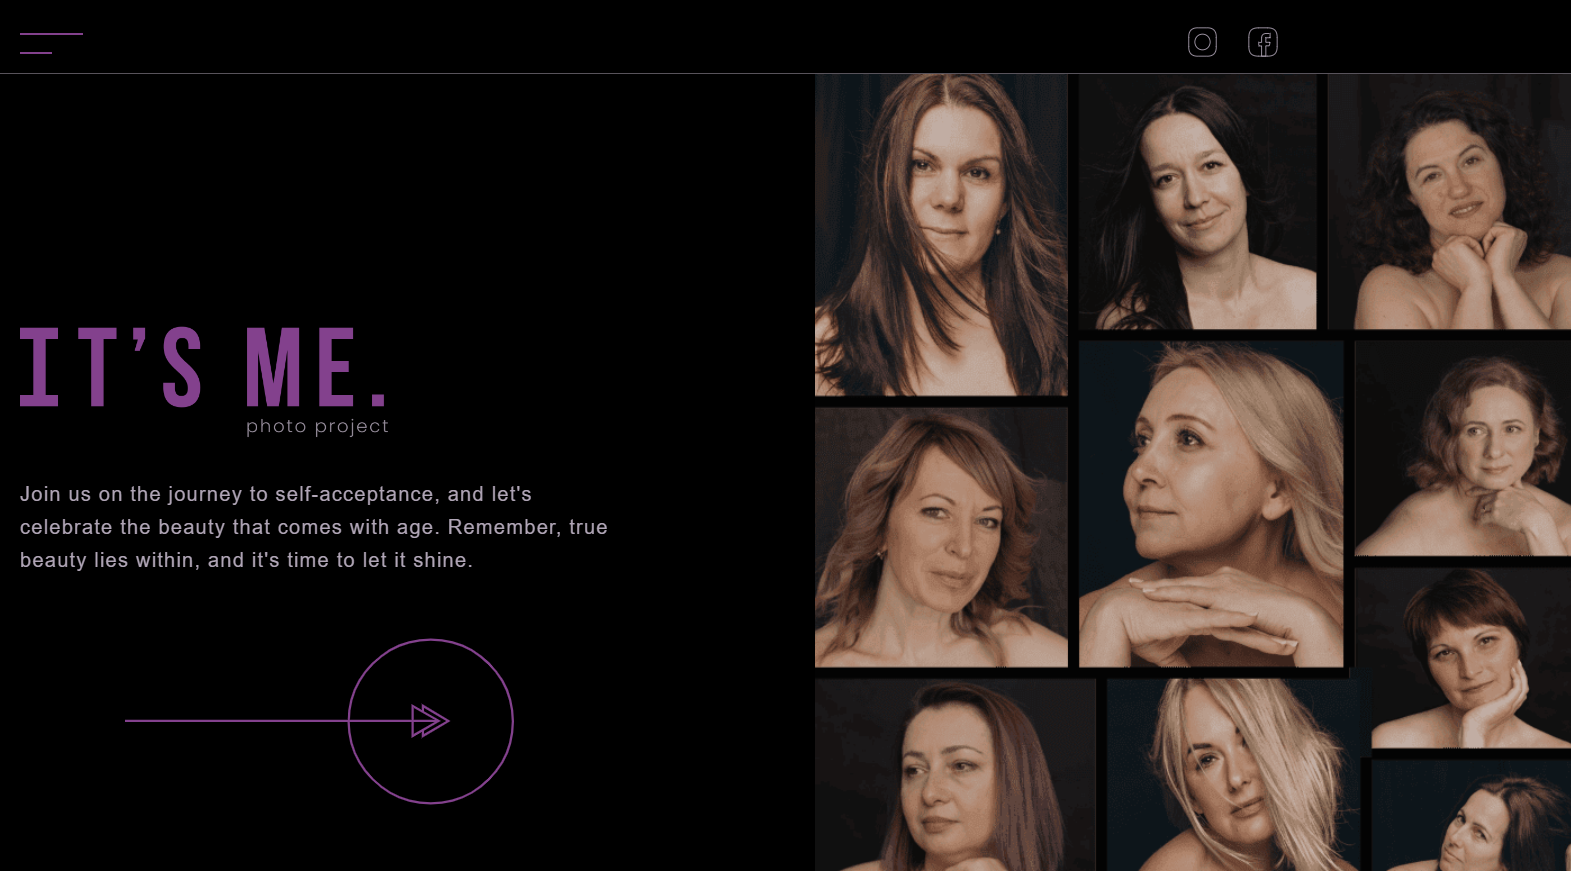 IT’S ME.
photo project
Join us on the journey to self-acceptance, and let's
celebrate the beauty that comes with age. Remember, true
beauty lies within, and it's time to let it shine.